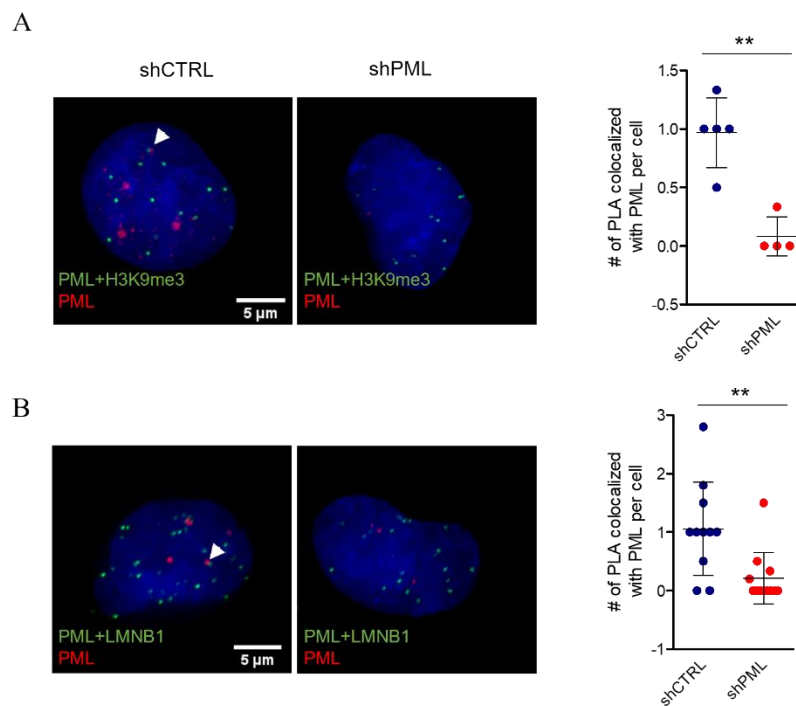 A
shCTRL
shPML
PML+H3K9me3
PML
5 µm
PML+H3K9me3
PML
**
# of PLA colocalized
with PML per cell
1.5
1.0
0.5
0.0
-0.5
shCTRL
shPML
B
PML+LMNB1
PML
5 µm
PML+LMNB1
PML
**
# of PLA colocalized
with PML per cell
3
2
1
0
-1
shCTRL
shPML